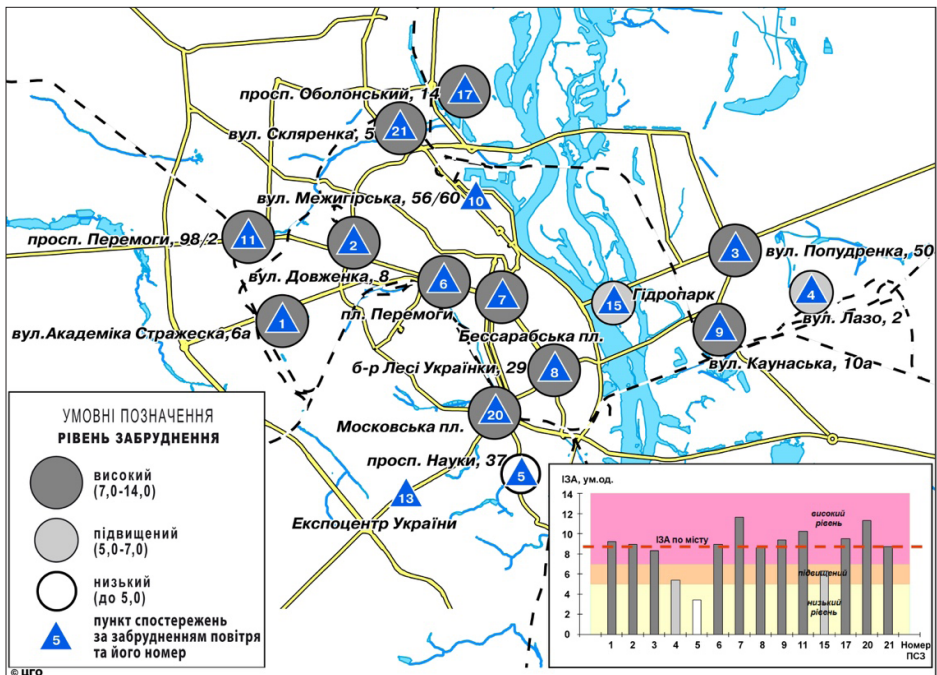 просп. Оболонський, 14
17
вул. Скляренка, 5
21
вул. Межигірська, 56/60
10
просп. Перемоги, 98/2
11
2
3
вул. Попудренка, 50
вул. Довженка, 8
6
7
15
Гідропарк
4
вул. Лазо, 2
пл. Перемоги
1
вул.Академіка Стражеска,6а
Бессарабська пл.
9
вул. Каунаська, 10а
б-р Лесі Українки, 29
8
Московська пл.
20
просп. Науки, 37
5
13
Експоцентр України
УМОВНІ ПОЗНАЧЕННЯ
РІВЕНЬ ЗАБРУДНЕННЯ
високий
(7,0-14,0)
підвищений
(5,0-7,0)
низький
(до 5,0)
5
пункт спостережень
за забрудненням повітря
та його номер
© ЦГО
ІЗА, ум.од.
14
12
10
8
6
4
2
0
високий
рівень
ІЗА по місту
підвищений
низький
рівень
1 2 3 4 5 6 7 8 9 11 15 17 20 21 Номер
ПСЗ